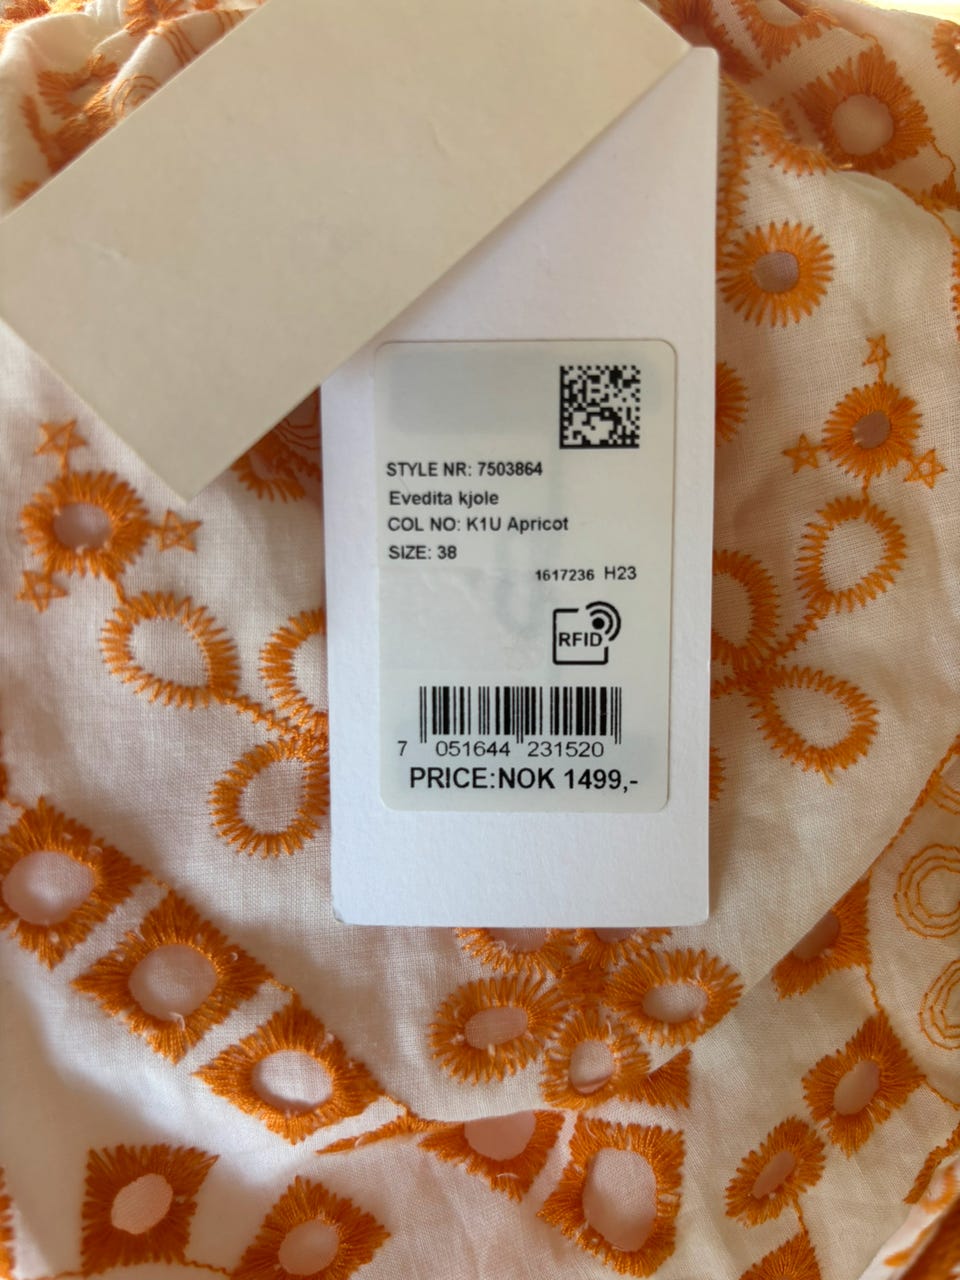 STYLE NR: 7503864
Evedita kjole
COL NO: K1U Apricot
SIZE: 38
1617236 H23
RFID
7 051644 231520
PRICE:NOK 1499,-